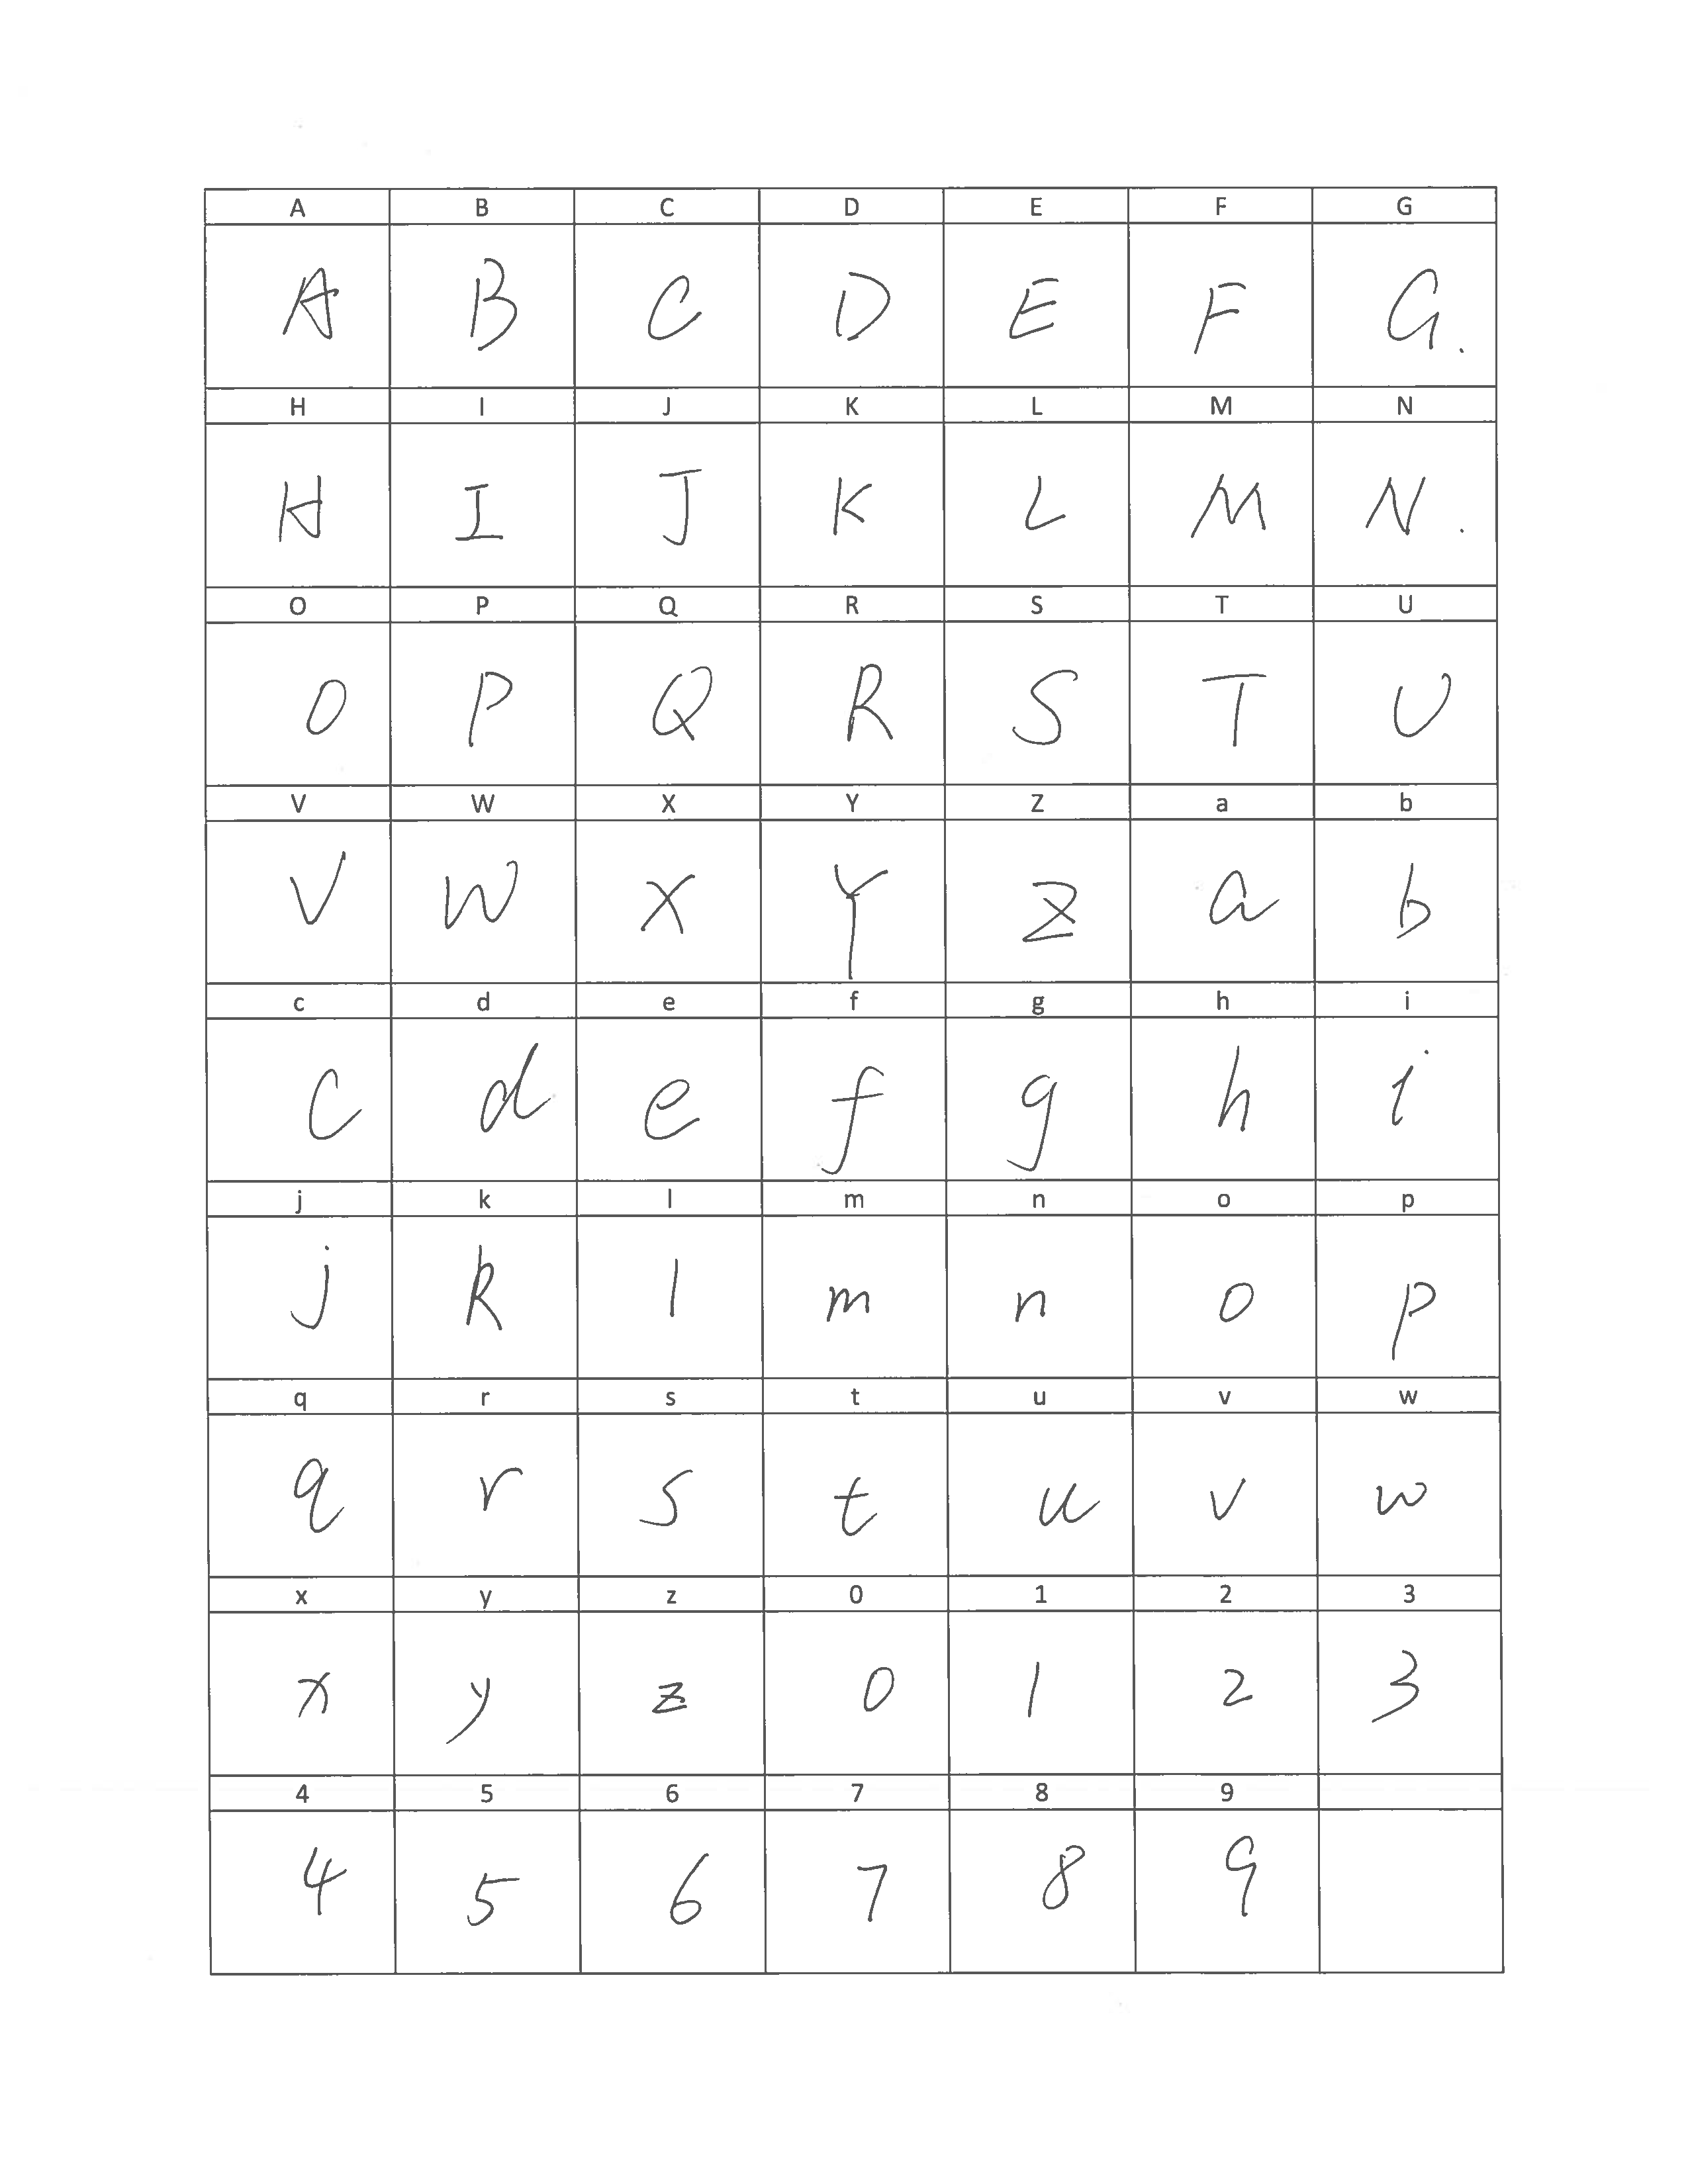 A B C D E F G
A B C D E F G.
H I J K L M N
H I J K L M N.
O P Q R S T U
O P Q R S T U
V W X Y Z a b
V W X Y Z a b
c d e f g h i
c d e f g h i
j k l m n o p
j k l m n o p
q r s t u v w
q r s t u v w
x y z 0 1 2 3
x y z 0 1 2 3
4 5 6 7 8 9
4 5 6 7 8 9